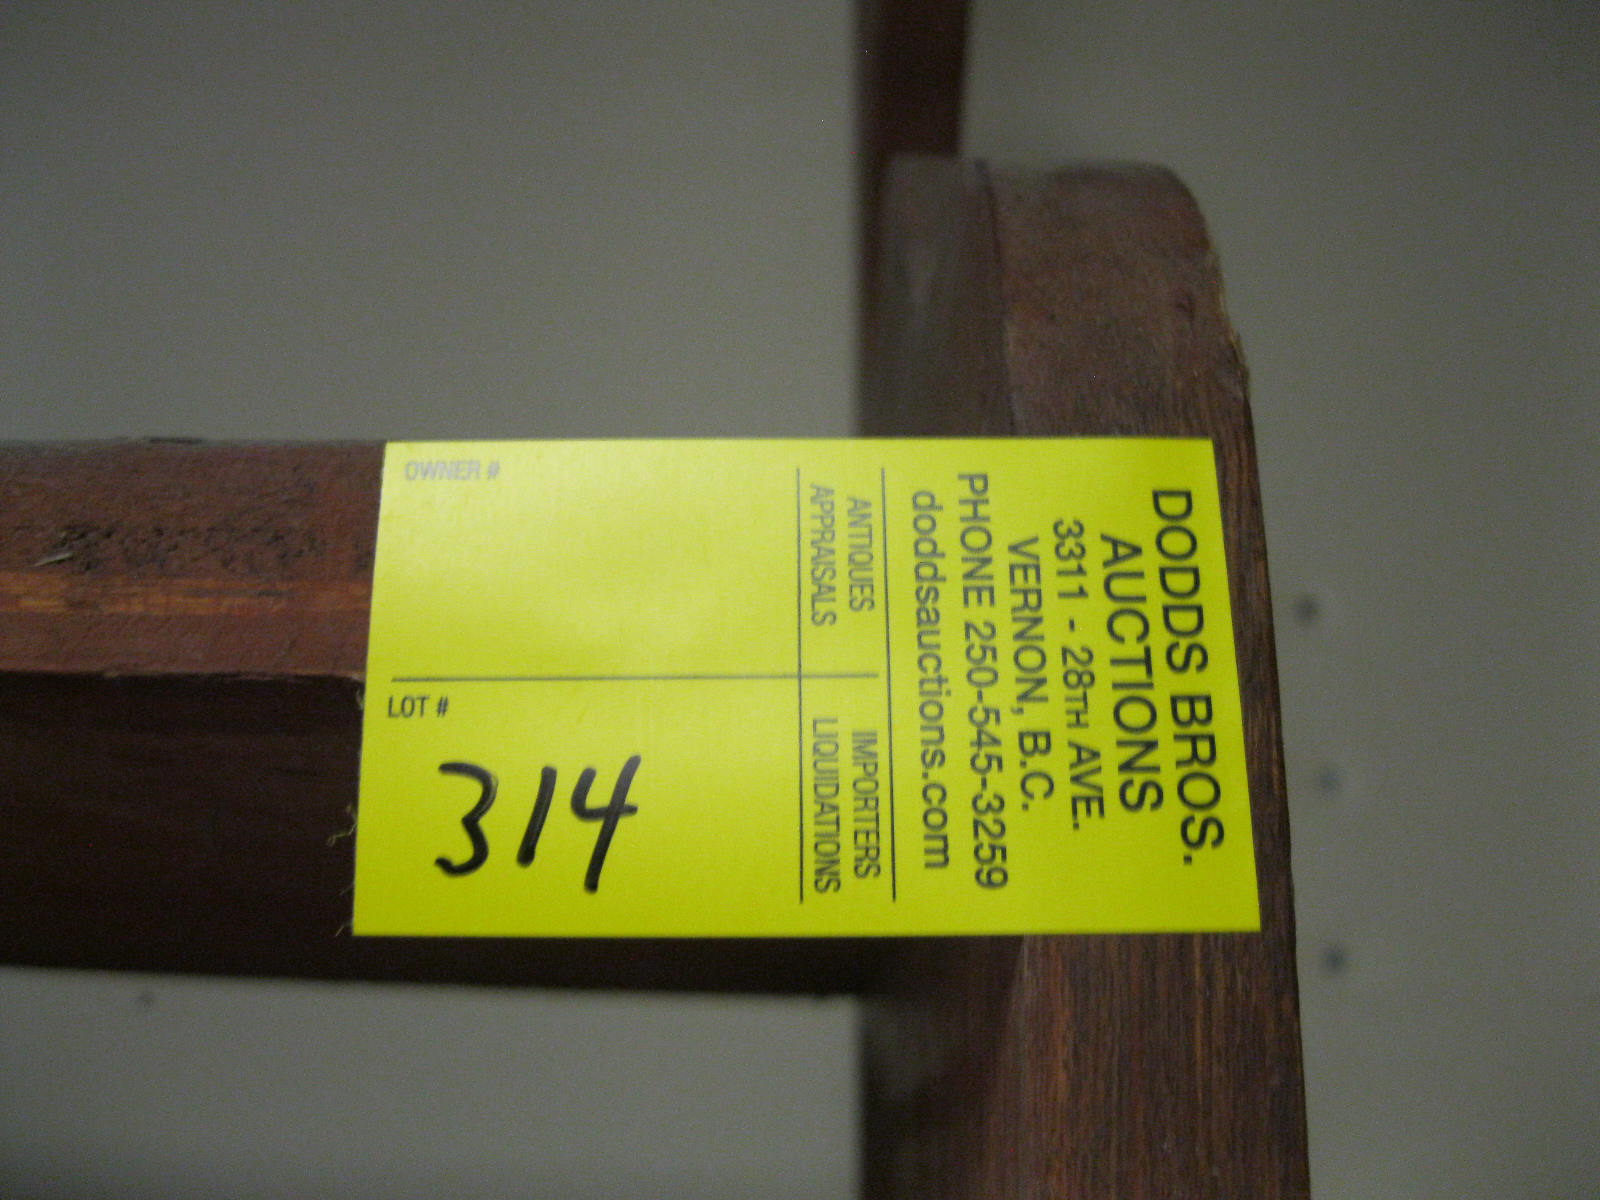 DODDS BROS.
AUCTIONS
3311 - 28TH AVE.
VERNON, B.C.
PHONE 250-545-3259
doddsauctions.com
ANTIQUES
APPRAISALS
IMPORTERS
LIQUIDATIONS
OWNER #
LOT #
314